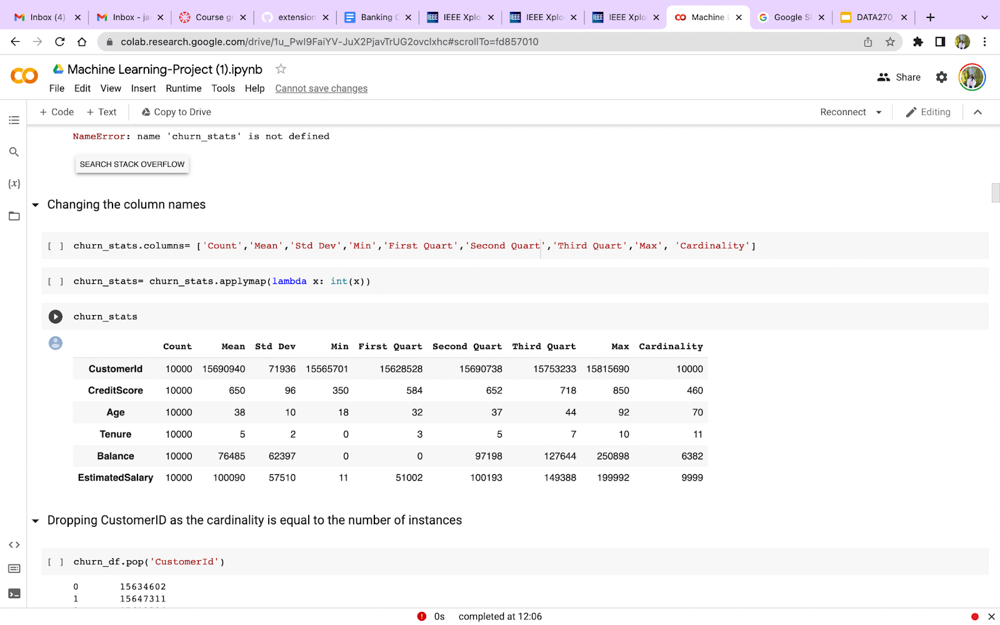 Inbox (4)
Inbox - ja
Course gr
extension
Banking C
IEEE Xplo
IEEE Xplo
IEEE Xplo
Machine L
Google Sl
DATA270_
colab.research.google.com/drive/1u_PwI9FaiYV-JuX2PjavTrUG2ovclxhc#scrollTo=fd857010
Machine Learning-Project (1).ipynb
File Edit View Insert Runtime Tools Help Cannot save changes
Share
+ Code + Text Copy to Drive
Reconnect Editing
NameError: name 'churn_stats' is not defined
SEARCH STACK OVERFLOW
{x}
Changing the column names
[ ] churn_stats.columns= ['Count','Mean','Std Dev','Min','First Quart','Second Quart','Third Quart','Max', 'Cardinality']
[ ] churn_stats= churn_stats.applymap(lambda x: int(x))
churn_stats
Count Mean Std Dev Min First Quart Second Quart Third Quart Max Cardinality
CustomerId 10000 15690940 71936 15565701 15628528 15690738 15753233 15815690 10000
CreditScore 10000 650 96 350 584 652 718 850 460
Age 10000 38 10 18 32 37 44 92 70
Tenure 10000 5 2 0 3 5 7 10 11
Balance 10000 76485 62397 0 0 97198 127644 250898 6382
EstimatedSalary 10000 100090 57510 11 51002 100193 149388 199992 9999
Dropping CustomerID as the cardinality is equal to the number of instances
[ ] churn_df.pop('CustomerId')
0 15634602
1 15647311
0s completed at 12:06